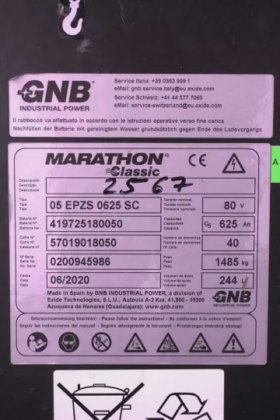 GNB
INDUSTRIAL POWER
Service Italia: +39 0363 999 1
eMail: gnb.service.italy@eu.exide.com
Service Schweiz: +41 44 577 7060
eMail: service-switzerland@eu.exide.com
Il rabbocco va effettuato in accordo con le istruzioni operative verso fine carica
Nachfüllen der Batterie mit gereinigtem Wasser grundsätzlich gegen Ende des Ladevorgangs
A
MARATHON
Classic
CE
2567
05 EPZS 0625 SC
80 V
419725180050
C5 625 Ah
57019018050
40
0200945986
1485 kg
06/2020
244 L
Made in Spain by GNB INDUSTRIAL POWER, a division of
Exide Technologies, S.L.U.; Autovía A-2 Km. 41,800 - 19200
Azuqueca de Henares (Guadalajara); www.gnb.com
GNB
INDUSTRIAL POWER